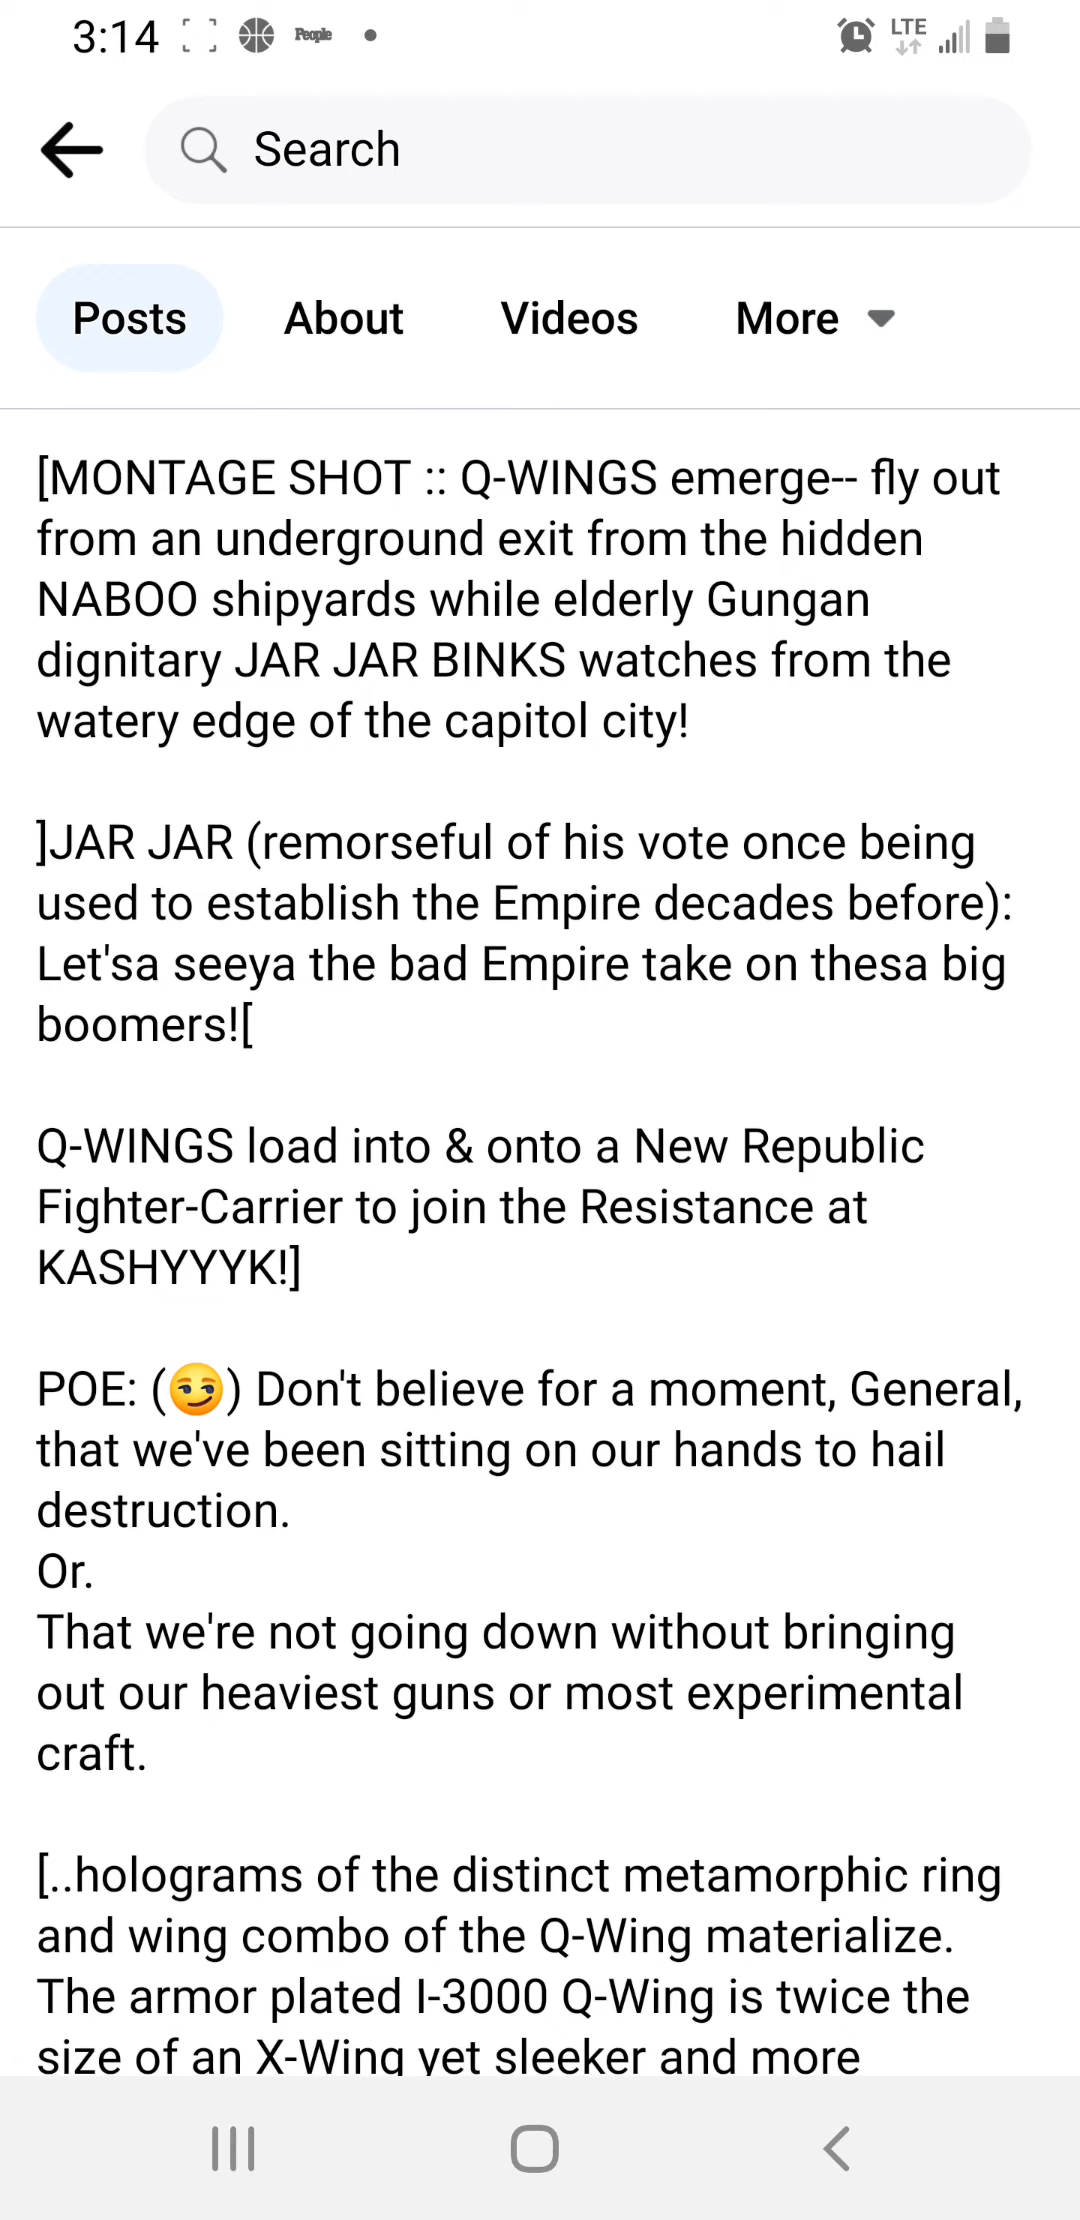 3:14
People
LTE
Search
Posts
About
Videos
More
[MONTAGE SHOT :: Q-WINGS emerge-- fly out
from an underground exit from the hidden
NABOO shipyards while elderly Gungan
dignitary JAR JAR BINKS watches from the
watery edge of the capitol city!
]JAR JAR (remorseful of his vote once being
used to establish the Empire decades before):
Let'sa seeya the bad Empire take on thesa big
boomers![
Q-WINGS load into & onto a New Republic
Fighter-Carrier to join the Resistance at
KASHYYYK!]
POE: (😏) Don't believe for a moment, General,
that we've been sitting on our hands to hail
destruction.
Or.
That we're not going down without bringing
out our heaviest guns or most experimental
craft.
[..holograms of the distinct metamorphic ring
and wing combo of the Q-Wing materialize.
The armor plated I-3000 Q-Wing is twice the
size of an X-Wing yet sleeker and more